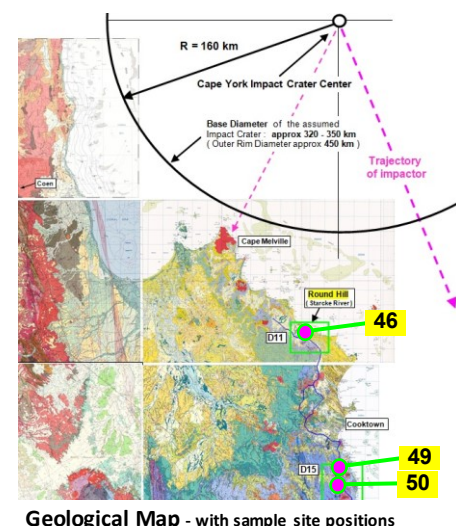 R = 160 km
Cape York Impact Crater Center
Base Diameter of the assumed
Impact Crater : approx 320 - 350 km
( Outer Rim Diameter approx 450 km )
Trajectory
of impactor
Coen
Cape Melville
Round Hill
( Starcke River )
D11
46
Cooktown
D15
49
50
Geological Map - with sample site positions